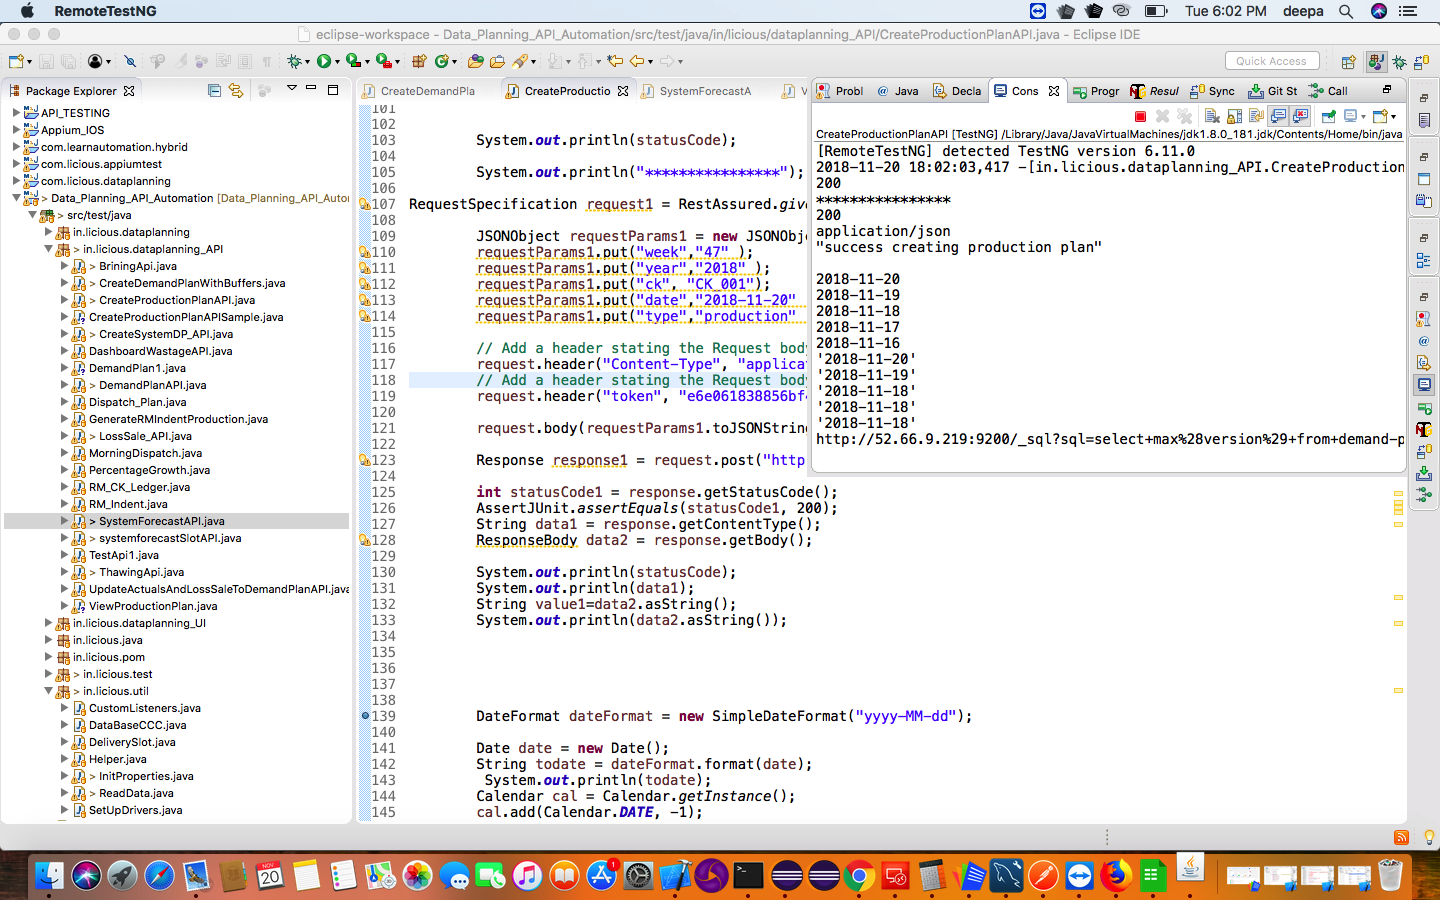 RemoteTestNG
Tue 6:02 PM deepa
eclipse-workspace - Data_Planning_API_Automation/src/test/java/in/licious/dataplanning_API/CreateProductionPlanAPI.java - Eclipse IDE
Quick Access
Package Explorer
API_TESTING
Appium_IOS
com.learnautomation.hybrid
com.licious.appiumtest
com.licious.dataplanning
> Data_Planning_API_Automation [Data_Planning_API_Autor
> src/test/java
in.licious.dataplanning
> in.licious.dataplanning_API
> BriningApi.java
> CreateDemandPlanWithBuffers.java
> CreateProductionPlanAPI.java
CreateProductionPlanAPISample.java
> CreateSystemDP_API.java
DashboardWastageAPI.java
DemandPlan1.java
> DemandPlanAPI.java
Dispatch_Plan.java
GenerateRMIndentProduction.java
> LossSale_API.java
MorningDispatch.java
PercentageGrowth.java
RM_CK_Ledger.java
RM_Indent.java
> SystemForecastAPI.java
> systemforecastSlotAPI.java
TestApi1.java
> ThawingApi.java
UpdateActualsAndLossSaleToDemandPlanAPI.java
ViewProductionPlan.java
in.licious.dataplanning_UI
in.licious.java
in.licious.pom
> in.licious.test
> in.licious.util
CustomListeners.java
DataBaseCCC.java
DeliverySlot.java
Helper.java
> InitProperties.java
> ReadData.java
SetUpDrivers.java
CreateDemandPla CreateProductio SystemForecastA
101
102
103 System.out.println(statusCode);
104
105 System.out.println("****************");
106
107 RequestSpecification request1 = RestAssured.give
108
109 JSONObject requestParams1 = new JSONObje
110 requestParams1.put("week","47" );
111 requestParams1.put("year","2018" );
112 requestParams1.put("ck", "CK_001");
113 requestParams1.put("date","2018-11-20"
114 requestParams1.put("type","production"
115
116 // Add a header stating the Request body
117 request.header("Content-Type", "applicat
118 // Add a header stating the Request body
119 request.header("token", "e6e061838856bf4
120
121 request.body(requestParams1.toJSONString
122
123 Response response1 = request.post("http
124
125 int statusCode1 = response.getStatusCode();
126 AssertJUnit.assertEquals(statusCode1, 200);
127 String data1 = response.getContentType();
128 ResponseBody data2 = response.getBody();
129
130 System.out.println(statusCode);
131 System.out.println(data1);
132 String value1=data2.asString();
133 System.out.println(data2.asString());
134
135
136
137
138
139 DateFormat dateFormat = new SimpleDateFormat("yyyy-MM-dd");
140
141 Date date = new Date();
142 String todate = dateFormat.format(date);
143 System.out.println(todate);
144 Calendar cal = Calendar.getInstance();
145 cal.add(Calendar.DATE, -1);
Probl Java Decla Cons Progr Resul Sync Git St Call
CreateProductionPlanAPI [TestNG] /Library/Java/JavaVirtualMachines/jdk1.8.0_181.jdk/Contents/Home/bin/java
[RemoteTestNG] detected TestNG version 6.11.0
2018-11-20 18:02:03,417 -[in.licious.dataplanning_API.CreateProduction
200
****************
200
application/json
"success creating production plan"
2018-11-20
2018-11-19
2018-11-18
2018-11-17
2018-11-16
'2018-11-20'
'2018-11-19'
'2018-11-18'
'2018-11-18'
'2018-11-18'
http://52.66.9.219:9200/_sql?sql=select+max%28version%29+from+demand-p
NOV
20
1